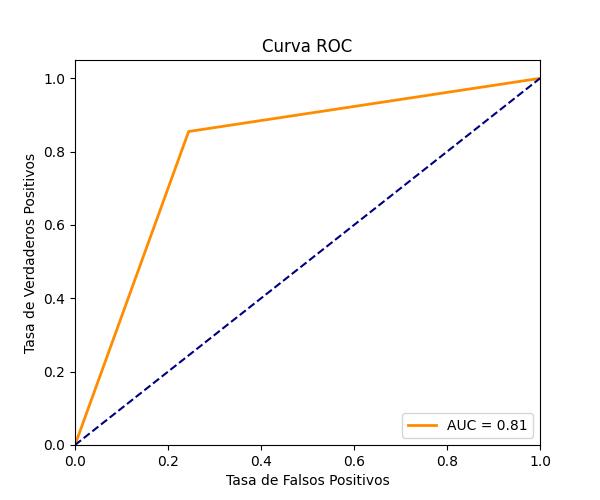 Curva ROC
1.0
0.8
0.6
0.4
0.2
0.0
Tasa de Verdaderos Positivos
AUC = 0.81
0.0 0.2 0.4 0.6 0.8 1.0
Tasa de Falsos Positivos